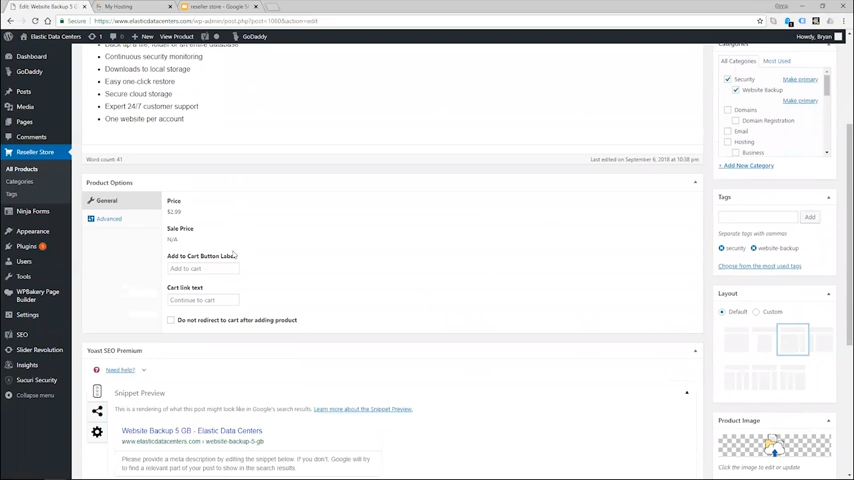 Edit: Website Backup 5 G
My Hosting
reseller store - Google S
Secure
https://www.elasticdatacenters.com/wp-admin/post.php?post=1060&action=edit
Elastic Data Centers
1
0
New
View Product
GoDaddy
Howdy, Bryan
Dashboard
GoDaddy
Posts
Media
Pages
Comments
Reseller Store
All Products
Categories
Tags
Ninja Forms
Appearance
Plugins 1
Users
Tools
WPBakery Page
Builder
Settings
SEO
Slider Revolution
Insights
Sucuri Security
Collapse menu
Back up a file, folder or an entire database
Continuous security monitoring
Downloads to local storage
Easy one-click restore
Secure cloud storage
Expert 24/7 customer support
One website per account
Word count: 41
Last edited on September 6, 2018 at 10:38 pm
Product Options
General
Advanced
Price
$2.99
Sale Price
N/A
Add to Cart Button Label
Add to cart
Cart link text
Continue to cart
Do not redirect to cart after adding product
Yoast SEO Premium
Need help?
Snippet Preview
This is a rendering of what this post might look like in Google's search results. Learn more about the Snippet Preview.
Website Backup 5 GB - Elastic Data Centers
www.elasticdatacenters.com › website-backup-5-gb
Please provide a meta description by editing the snippet below. If you don't, Google will try
to find a relevant part of your post to show in the search results.
Categories
All Categories
Most Used
Security
Make primary
Website Backup
Make primary
Domains
Domain Registration
Email
Hosting
Business
+ Add New Category
Tags
Add
Separate tags with commas
security
website-backup
Choose from the most used tags
Layout
Default
Custom
Product Image
Click the image to edit or update